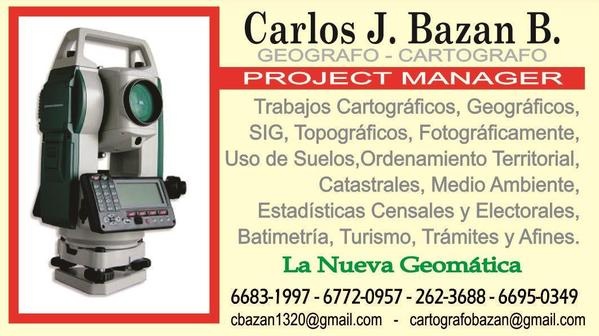 Carlos J. Bazan B.
GEOGRAFO - CARTOGRAFO
PROJECT MANAGER
Trabajos Cartográficos, Geográficos,
SIG, Topográficos, Fotográficamente,
Uso de Suelos,Ordenamiento Territorial,
Catastrales, Medio Ambiente,
Estadísticas Censales y Electorales,
Batimetría, Turismo, Trámites y Afines.
La Nueva Geomática
6683-1997 - 6772-0957 - 262-3688 - 6695-0349
cbazan1320@gmail.com - cartografobazan@gmail.com